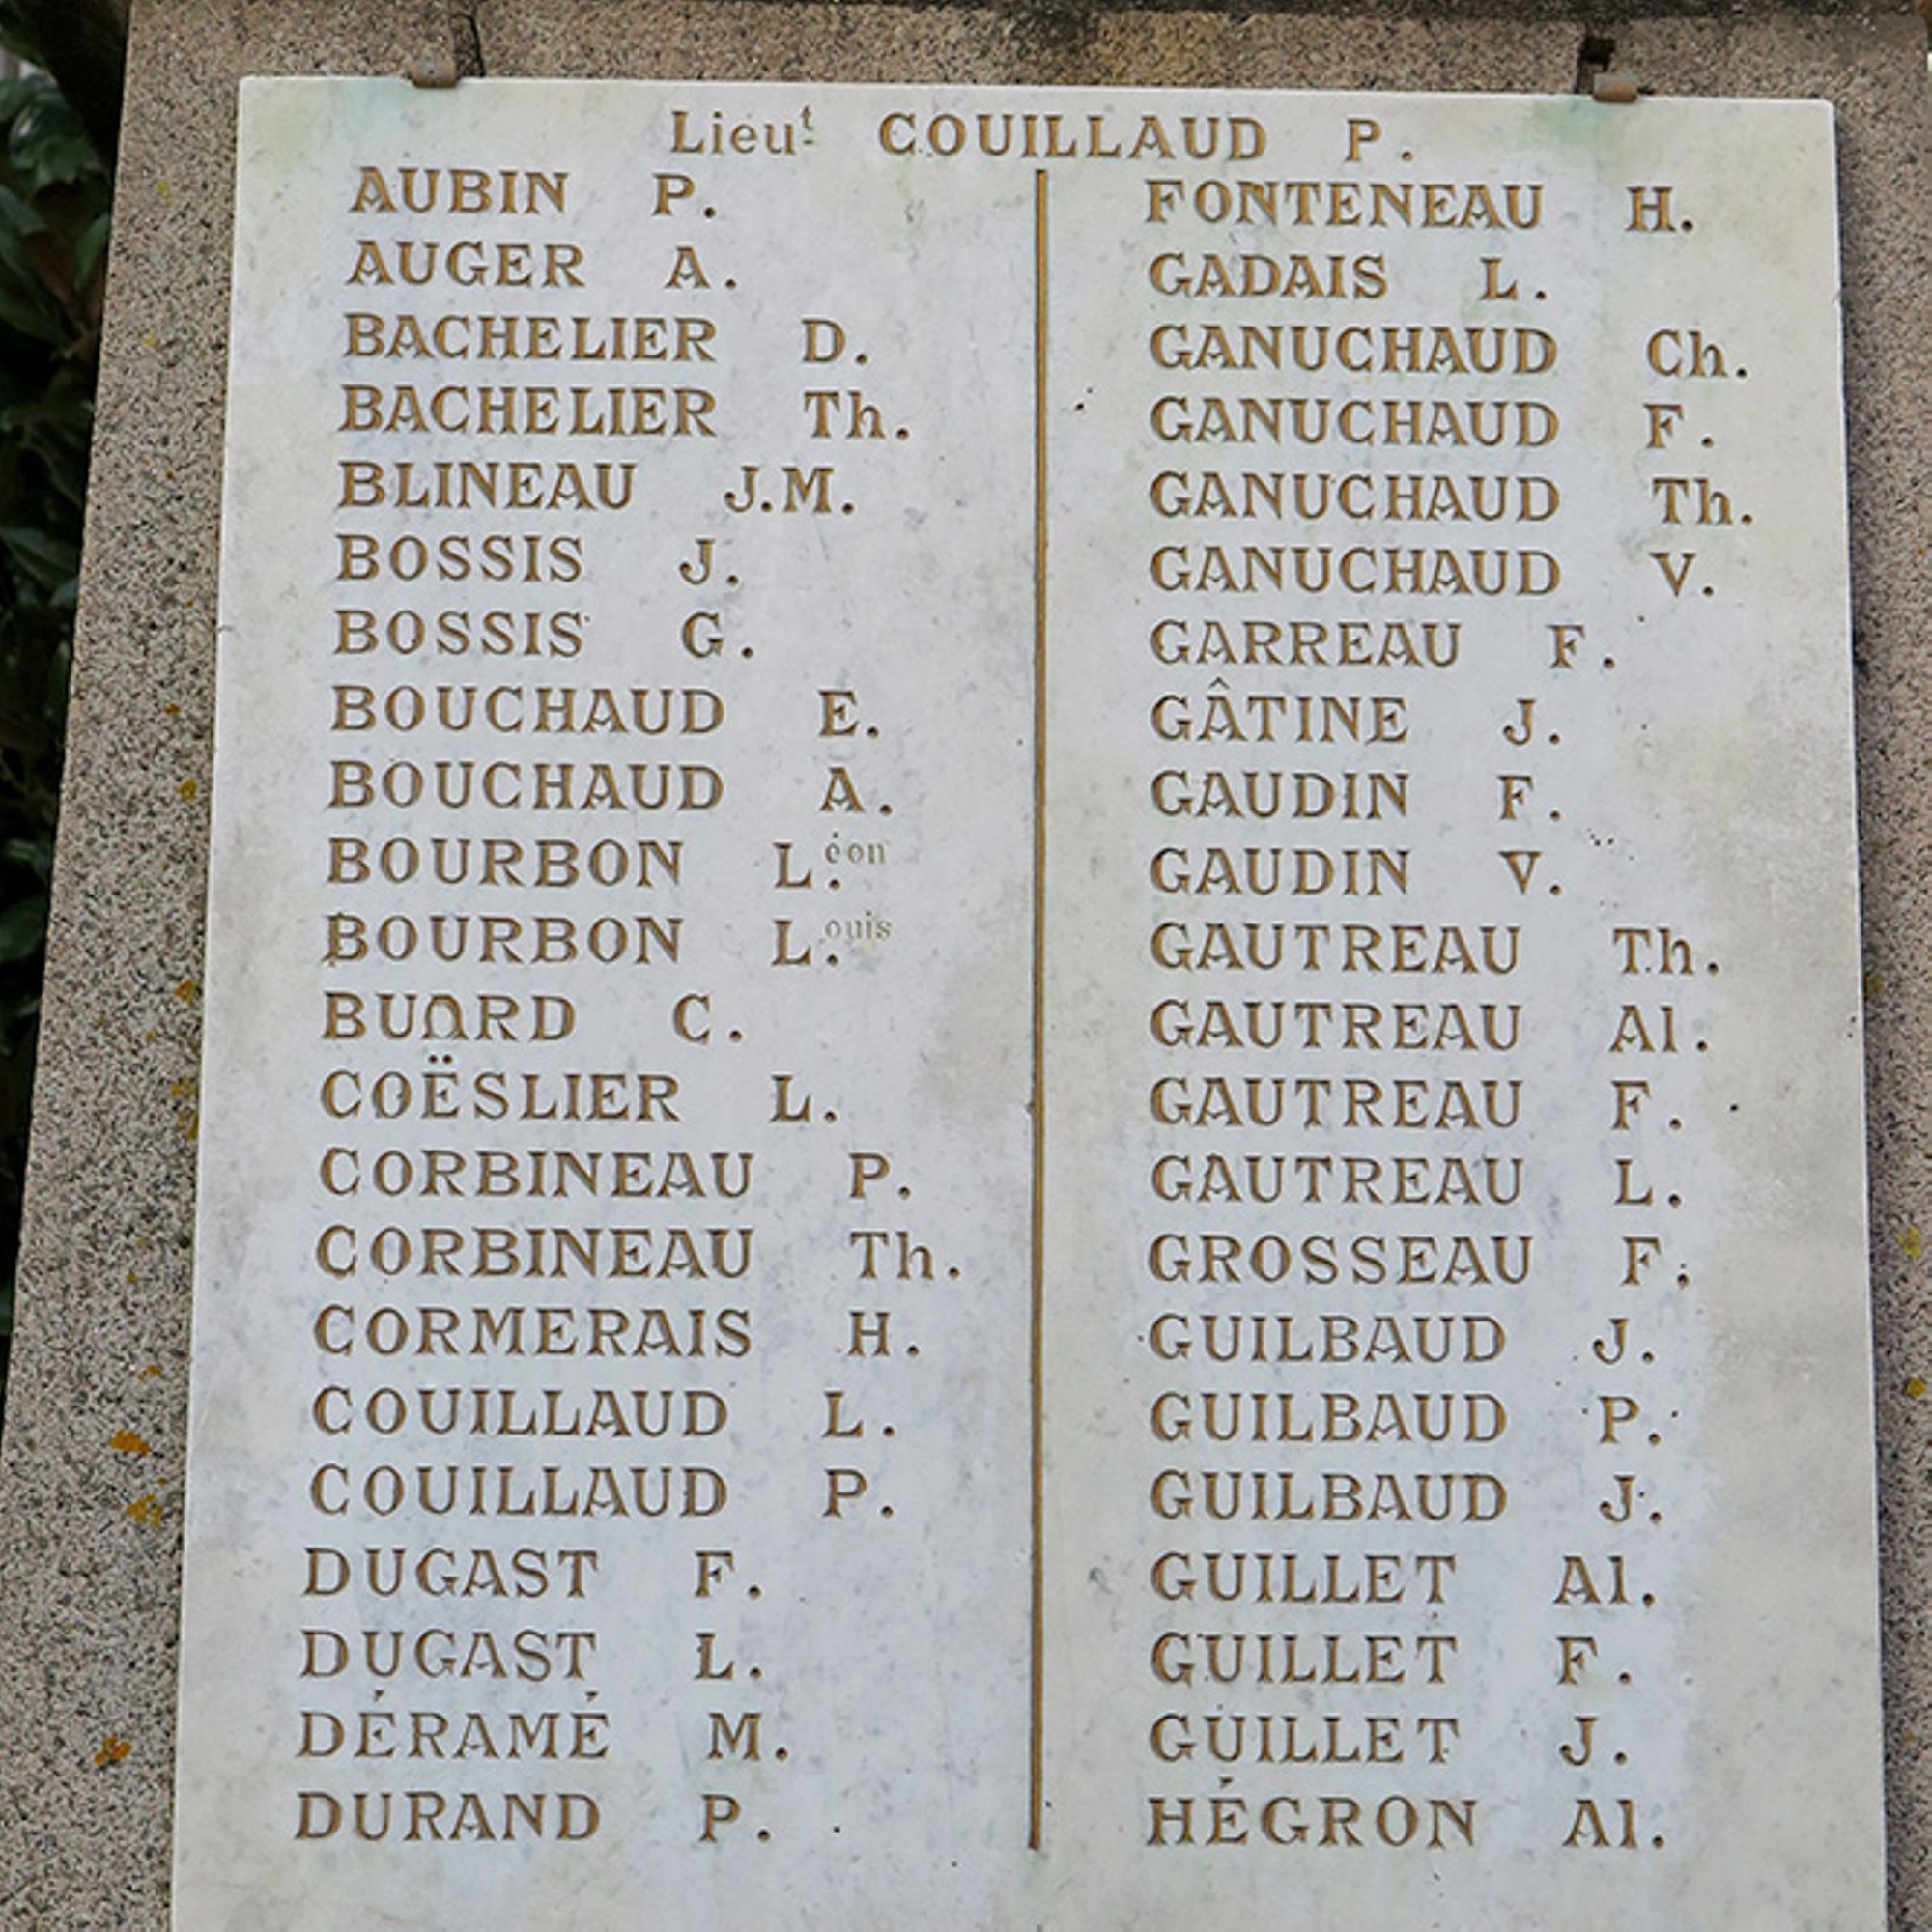 Lieut. COUILLAUD P.
AUBIN P.
AUGER A.
BACHELIER D.
BACHELIER Th.
BLINEAU J.M.
BOSSIS J.
BOSSIS G.
BOUCHAUD E.
BOUCHAUD A.
BOURBON L.éon
BOURBON L.ouis
BUARD C.
COËSLIER L.
CORBINEAU P.
CORBINEAU Th.
CORMERAIS H.
COUILLAUD L.
COUILLAUD P.
DUGAST F.
DUGAST L.
DÉRAMÉ M.
DURAND P.
FONTENEAU H.
GADAIS L.
GANUCHAUD Ch.
GANUCHAUD F.
GANUCHAUD Th.
GANUCHAUD V.
GARREAU F.
GÂTINE J.
GAUDIN F.
GAUDIN V.
GAUTREAU Th.
GAUTREAU Al.
GAUTREAU F.
GAUTREAU L.
GROSSEAU F.
GUILBAUD J.
GUILBAUD P.
GUILBAUD J.
GUILLET Al.
GUILLET F.
GUILLET J.
HÉGRON Al.